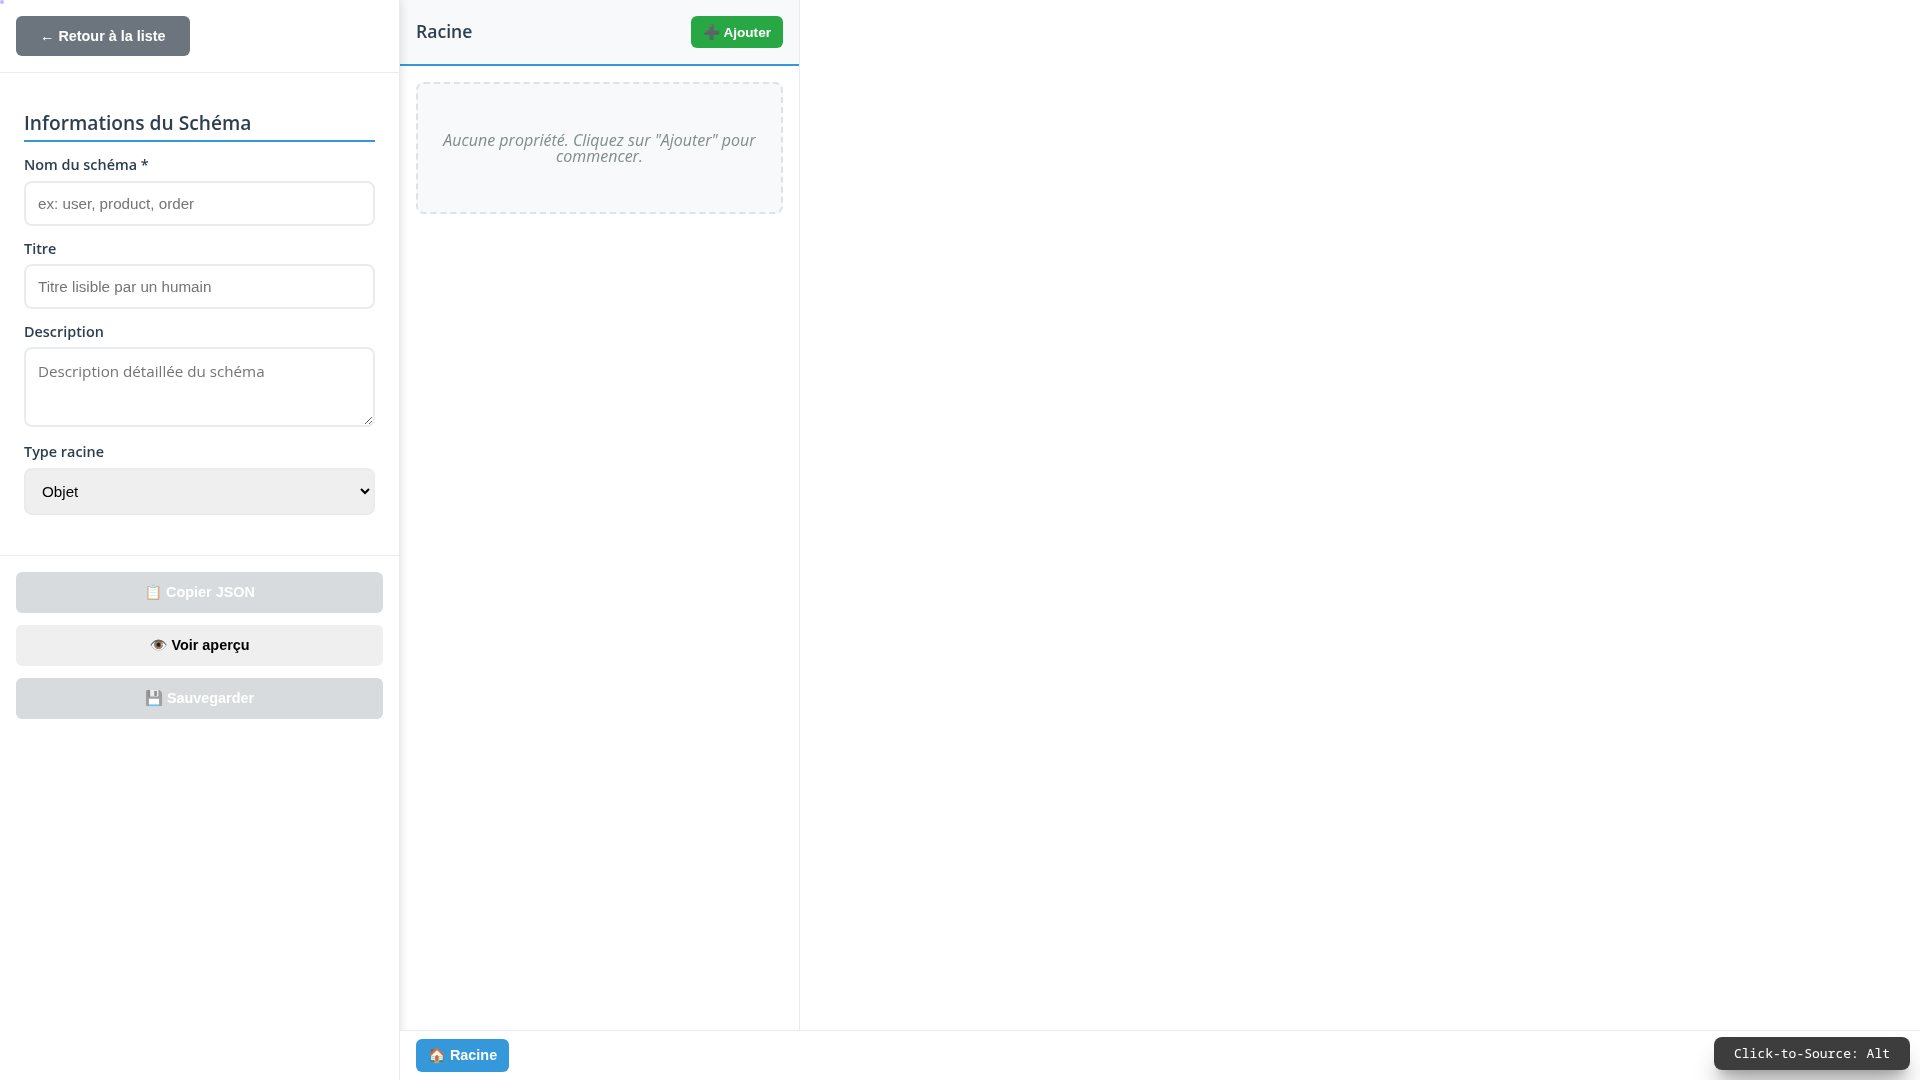 ← Retour à la liste
Informations du Schéma
Nom du schéma *
ex: user, product, order
Titre
Titre lisible par un humain
Description
Description détaillée du schéma
Type racine
Objet
📋 Copier JSON
👁️ Voir aperçu
💾 Sauvegarder
Racine
➕ Ajouter
Aucune propriété. Cliquez sur "Ajouter" pour
commencer.
🏠 Racine
Click-to-Source: Alt